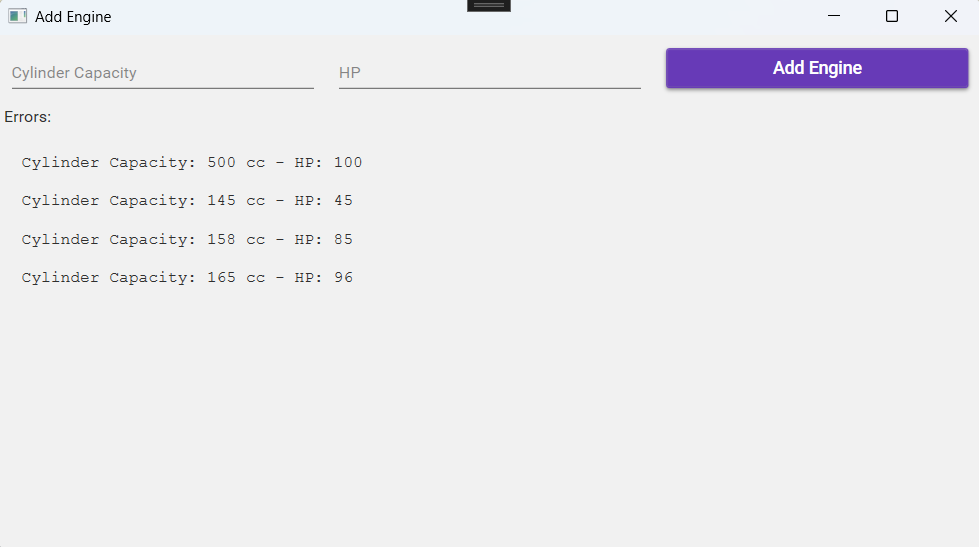 Add Engine
Cylinder Capacity
HP
Add Engine
Errors:
Cylinder Capacity: 500 cc - HP: 100
Cylinder Capacity: 145 cc - HP: 45
Cylinder Capacity: 158 cc - HP: 85
Cylinder Capacity: 165 cc - HP: 96